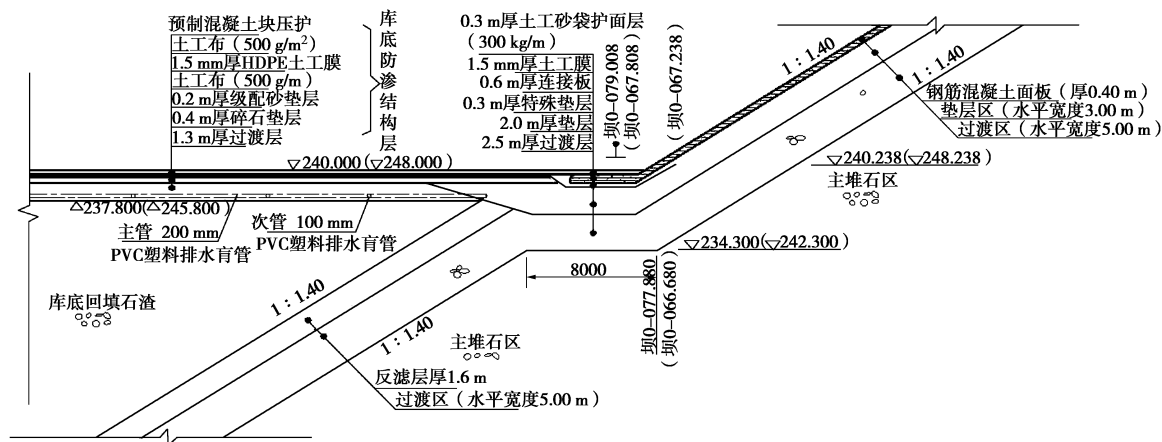 预制混凝土块压护
土工布（500 g/m²）
1.5 mm厚HDPE土工膜
土工布（500 g/m）
0.2 m厚级配砂垫层
0.4 m厚碎石垫层
1.3 m厚过渡层
库底防渗结构层
0.3 m厚土工砂袋护面层
（300 kg/m）
1.5 mm厚土工膜
0.6 m厚连接板
0.3 m厚特殊垫层
2.0 m厚垫层
2.5 m厚过渡层
坝0-079.008
（坝0-067.808）
（坝0-067.238）
1：1.40
1：1.40
钢筋混凝土面板（厚0.40 m）
垫层区（水平宽度3.00 m）
过渡区（水平宽度5.00 m）
▽240.000(▽248.000)
▽240.238(▽248.238)
主堆石区
△237.800(△245.800)
主管 200 mm
PVC塑料排水肓管
次管 100 mm
PVC塑料排水肓管
▽234.300(▽242.300)
8000
坝0-077.880
（坝0-066.680）
库底回填石渣
1：1.40
1：1.40
主堆石区
反滤层厚1.6 m
过渡区（水平宽度5.00 m）